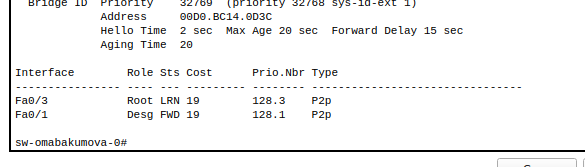 Bridge ID  Priority    32769  (priority 32768 sys-id-ext 1)
           Address     00D0.BC14.0D3C
           Hello Time  2 sec  Max Age 20 sec  Forward Delay 15 sec
           Aging Time  20
Interface        Role Sts Cost      Prio.Nbr Type
---------------- ---- --- --------- -------- --------------------------------
Fa0/3            Root LRN 19        128.3    P2p
Fa0/1            Desg FWD 19        128.1    P2p
sw-omabakumova-0#